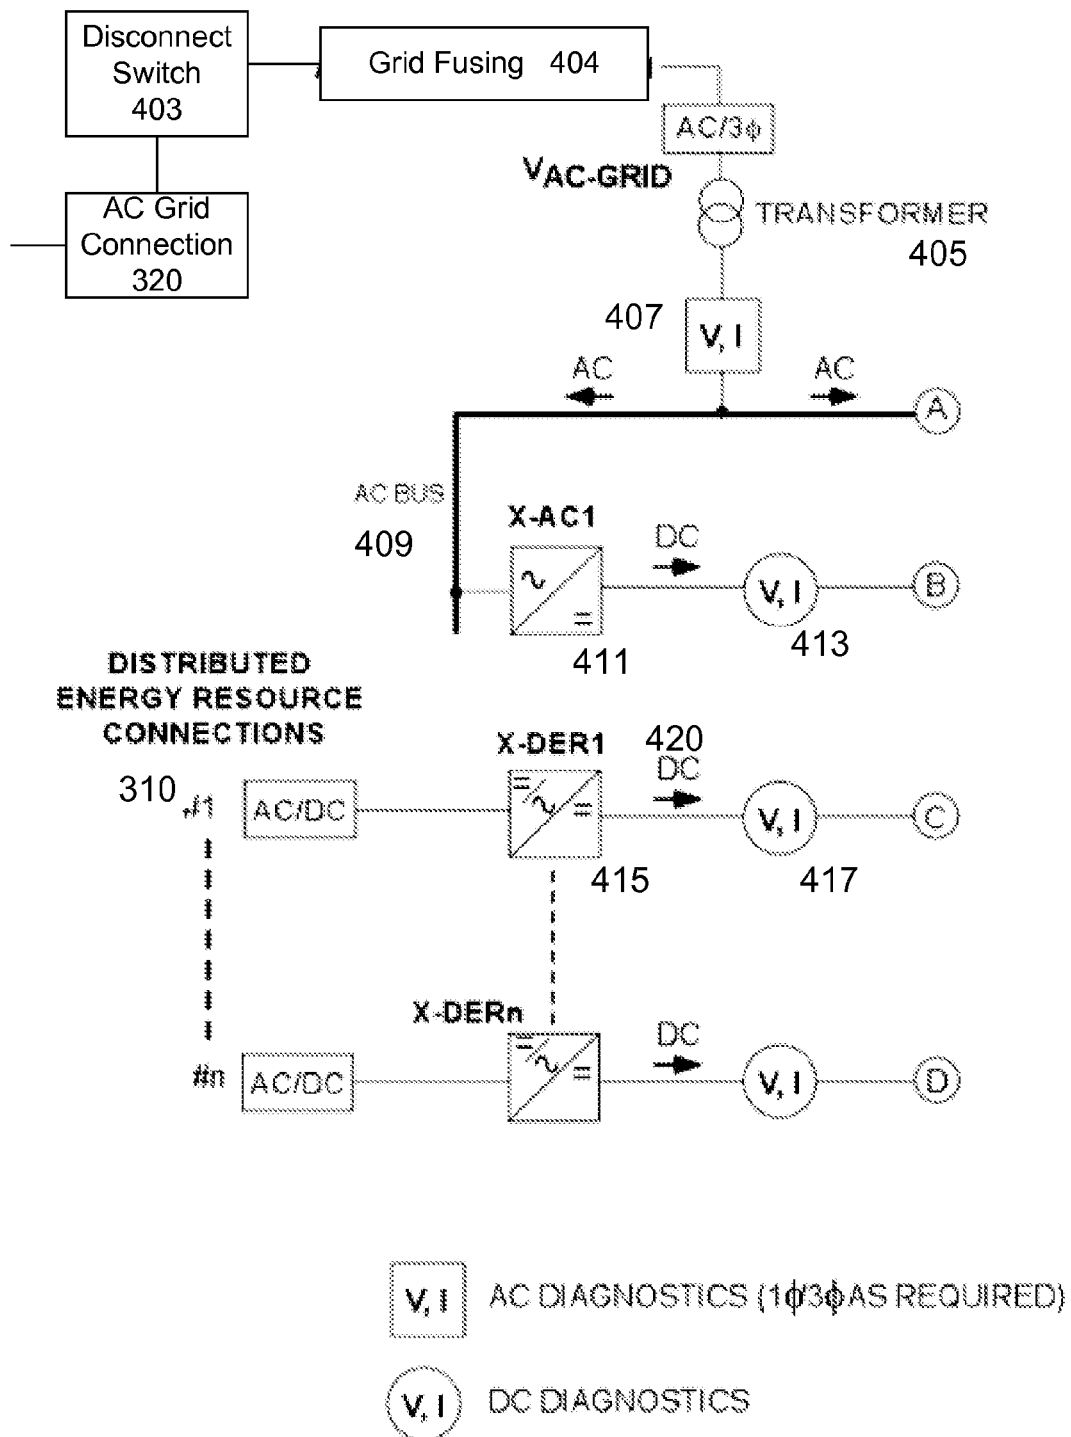 Disconnect
Switch
403
Grid Fusing 404
AC/3ϕ
VAC-GRID
AC Grid
Connection
320
TRANSFORMER
405
407
V, I
AC
AC
A
AC BUS
409
X-AC1
DC
~
=
V, I
B
411
413
DISTRIBUTED
ENERGY RESOURCE
CONNECTIONS
310
#1
AC/DC
X-DER1
420
DC
= / ~
=
V, I
C
415
417
X-DERn
#n
AC/DC
= / ~
=
DC
V, I
D
V, I
AC DIAGNOSTICS (1ϕ/3ϕ AS REQUIRED)
V, I
DC DIAGNOSTICS